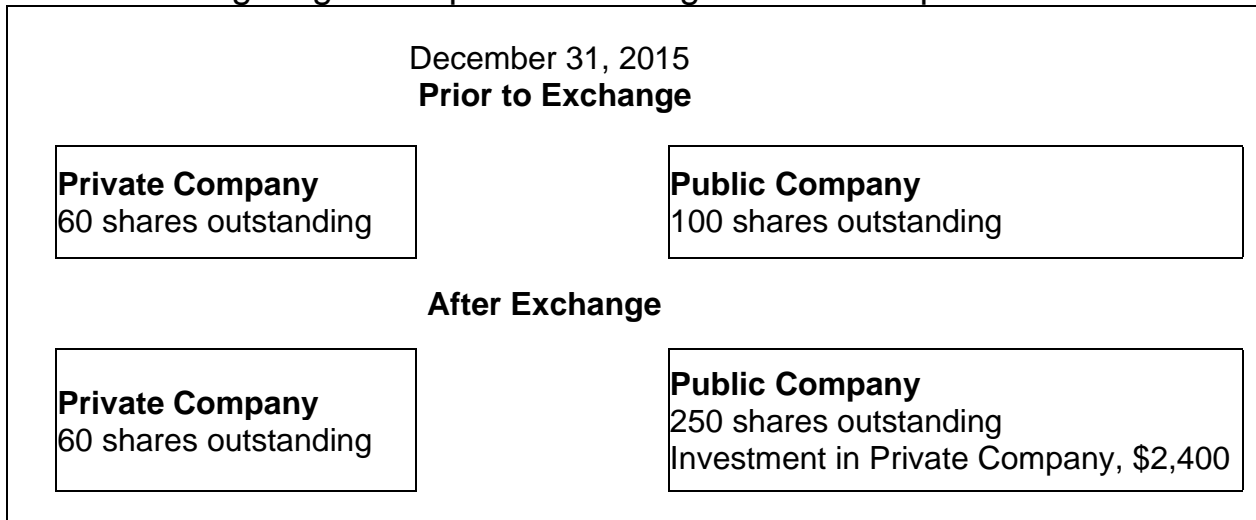 December 31, 2015
Prior to Exchange
Private Company
60 shares outstanding
Public Company
100 shares outstanding
After Exchange
Private Company
60 shares outstanding
Public Company
250 shares outstanding
Investment in Private Company, $2,400